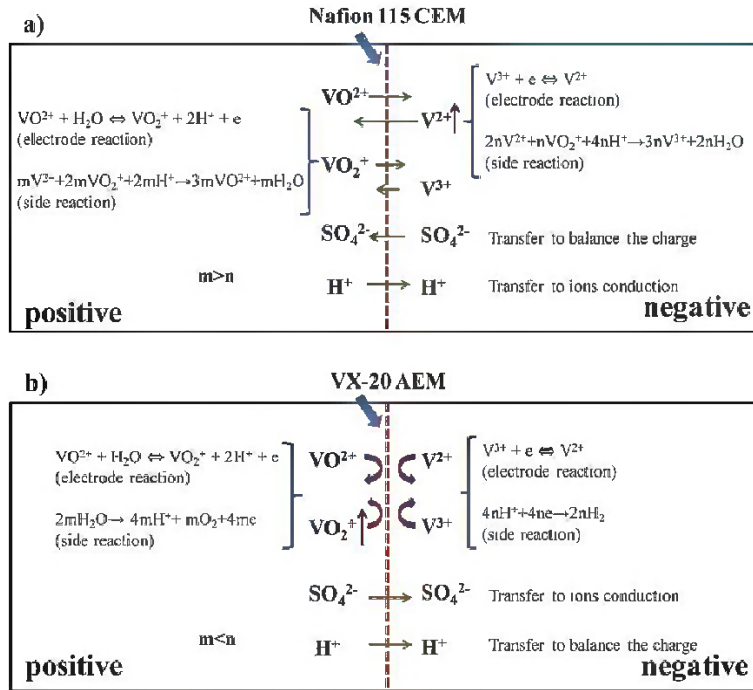 Nafion 115 CEM
a)
VO²⁺
V³⁺ + e ⇔ V²⁺
(electrode reaction)
VO²⁺ + H₂O ⇔ VO₂⁺ + 2H⁺ + e
(electrode reaction)
V²⁺
2nV²⁺+nVO₂⁺+4nH⁺→3nV³⁺+2nH₂O
(side reaction)
VO₂⁺
mV³⁺+2mVO₂⁺+2mH⁺→3mVO²⁺+mH₂O
(side reaction)
V³⁺
SO₄²⁻ SO₄²⁻ Transfer to balance the charge
m>n
H⁺ H⁺ Transfer to ions conduction
positive negative
b)
VX-20 AEM
VO²⁺ + H₂O ⇔ VO₂⁺ + 2H⁺ + e
(electrode reaction)
VO²⁺ V²⁺
V³⁺ + e ⇔ V²⁺
(electrode reaction)
2mH₂O→ 4mH⁺+ mO₂+4me
(side reaction)
VO₂⁺ V³⁺
4nH⁺+4ne→2nH₂
(side reaction)
SO₄²⁻ SO₄²⁻ Transfer to ions conduction
m<n
H⁺ H⁺ Transfer to balance the charge
positive negative